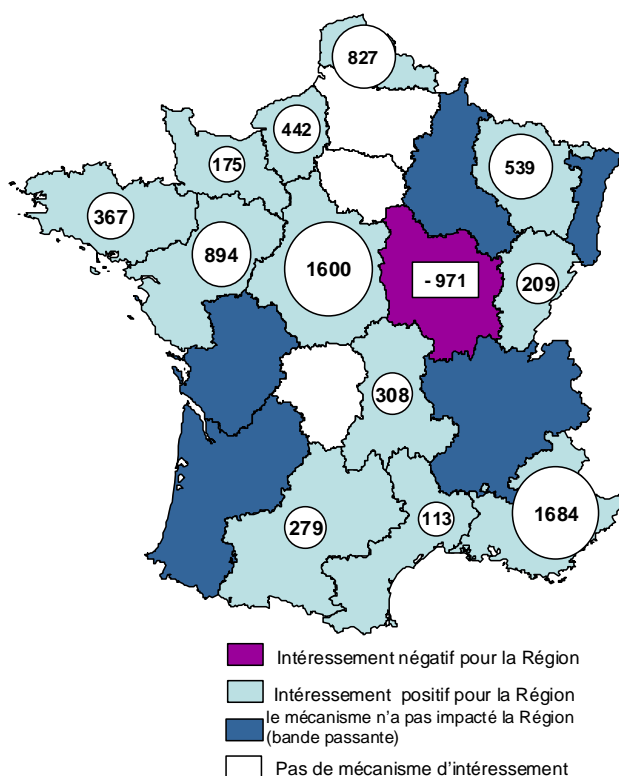 827
442
175
539
367
894
1600
- 971
209
308
1684
279
113
Intéressement négatif pour la Région
Intéressement positif pour la Région
le mécanisme n'a pas impacté la Région
(bande passante)
Pas de mécanisme d'intéressement